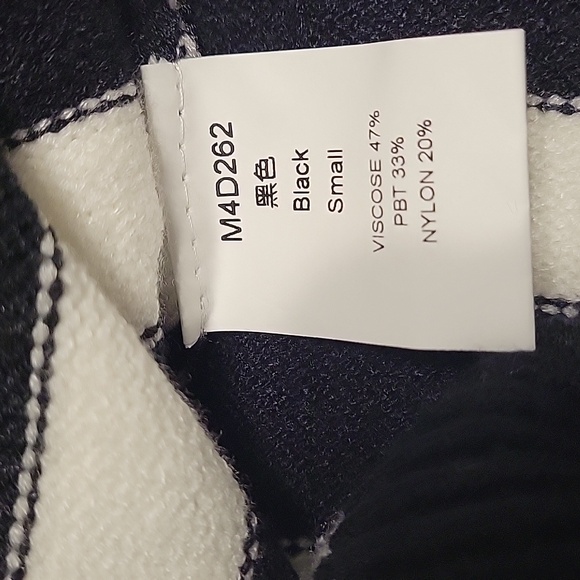 M4D262
黑色
Black
Small
VISCOSE 47%
PBT 33%
NYLON 20%